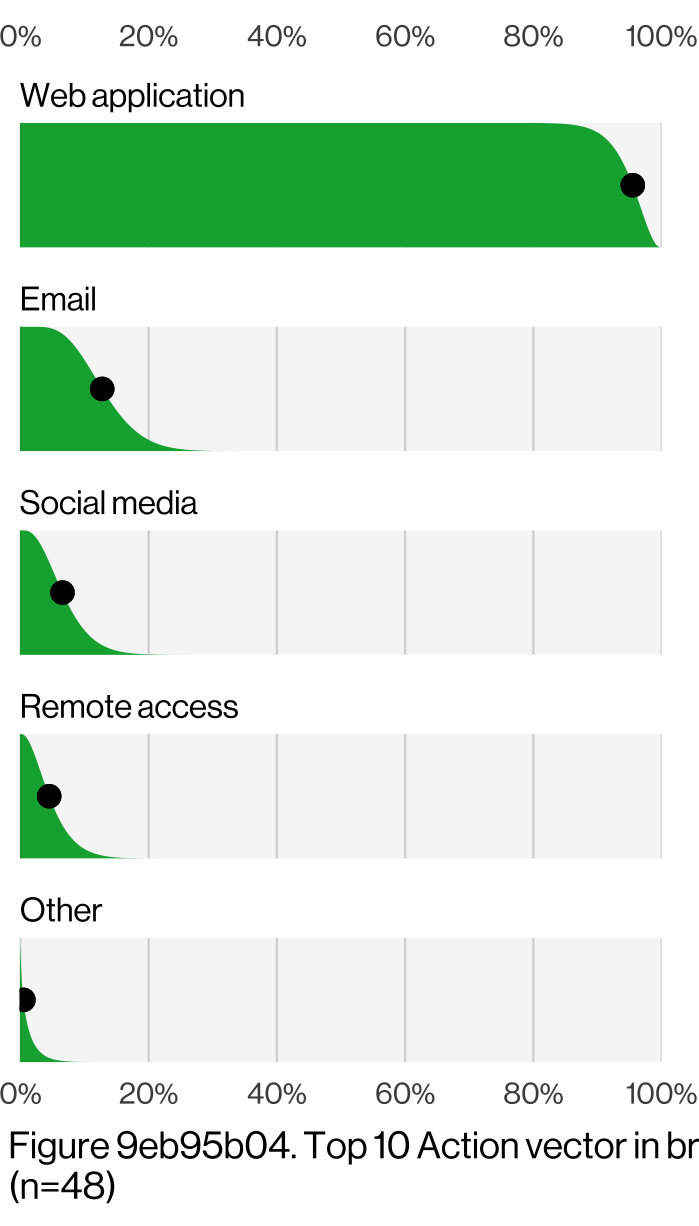 0% 20% 40% 60% 80% 100%
Web application
Email
Social media
Remote access
Other
0% 20% 40% 60% 80% 100%
Figure 9eb95b04. Top 10 Action vector in br
(n=48)